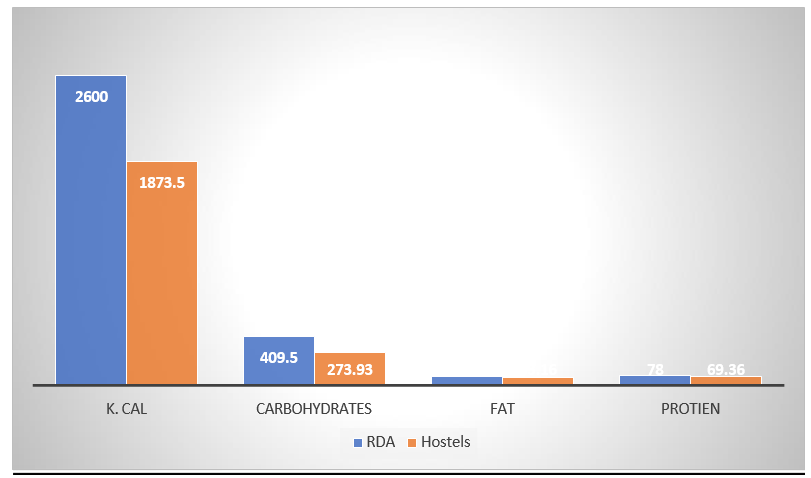 2600
1873.5
409.5
273.93
78
69.36
K. CAL
CARBOHYDRATES
FAT
PROTIEN
RDA
Hostels